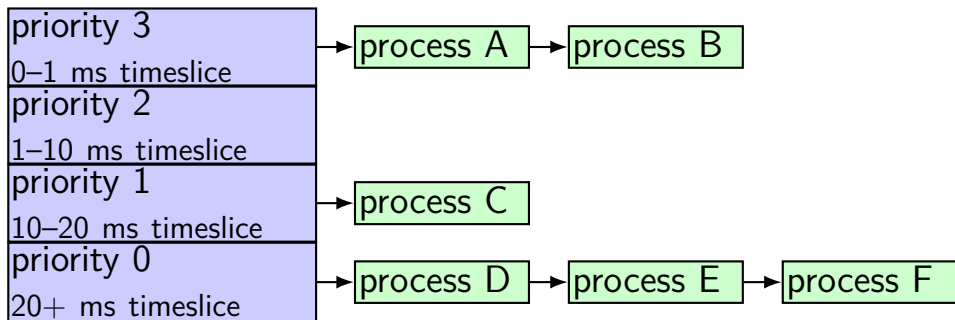 priority 3
0–1 ms timeslice
process A
process B
priority 2
1–10 ms timeslice
priority 1
10–20 ms timeslice
process C
priority 0
20+ ms timeslice
process D
process E
process F